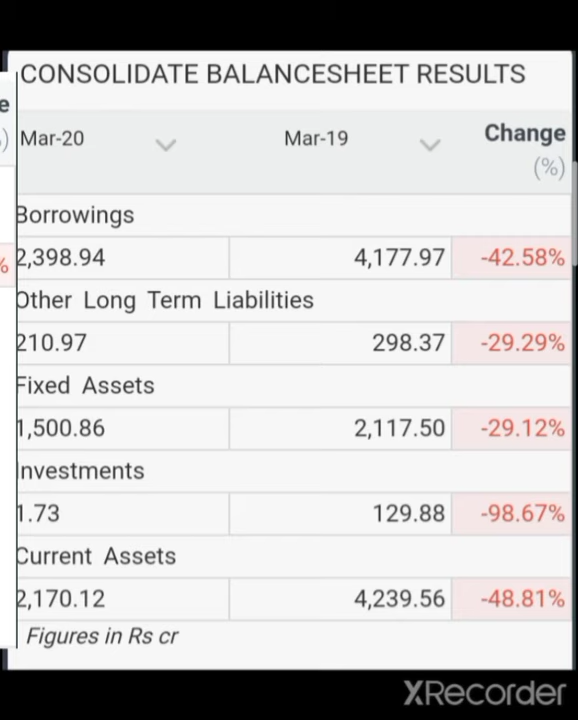 CONSOLIDATE BALANCESHEET RESULTS
e
Mar-20 Mar-19 Change
) (%)
Borrowings
% 2,398.94 4,177.97 -42.58%
Other Long Term Liabilities
210.97 298.37 -29.29%
Fixed Assets
1,500.86 2,117.50 -29.12%
Investments
1.73 129.88 -98.67%
Current Assets
2,170.12 4,239.56 -48.81%
Figures in Rs cr
XRecorder